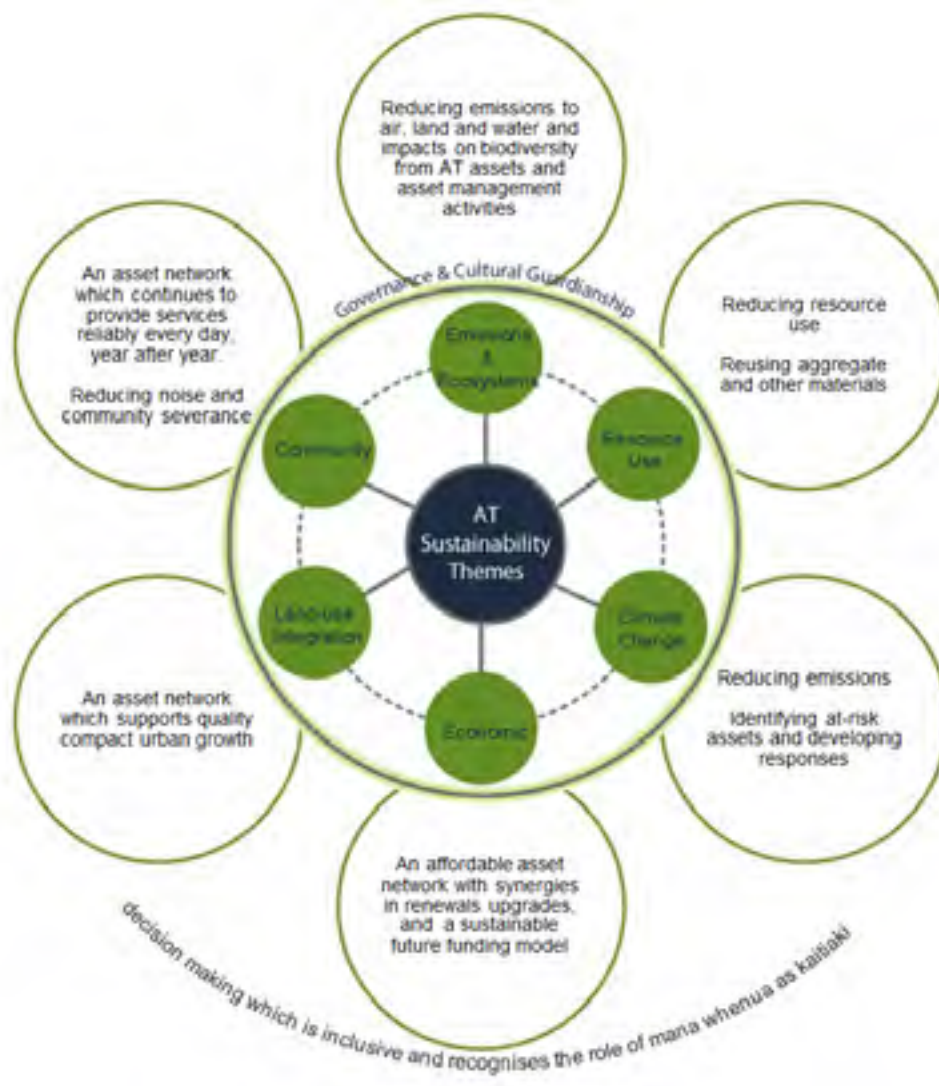 Reducing emissions to
air, land and water and
impacts on biodiversity
from AT assets and
asset management
activities
An asset network
which continues to
provide services
reliably every day,
year after year.
Reducing noise and
community severance
Governance & Cultural Guardianship
Reducing resource
use
Reusing aggregate
and other materials
Emissions
&
Ecosystems
Community
Resource
Use
AT
Sustainability
Themes
Land-use
Integration
Climate
Change
Economic
An asset network
which supports quality
compact urban growth
Reducing emissions
Identifying at-risk
assets and developing
responses
An affordable asset
network with synergies
in renewals upgrades,
and a sustainable
future funding model
decision making which is inclusive and recognises the role of mana whenua as kaitiaki